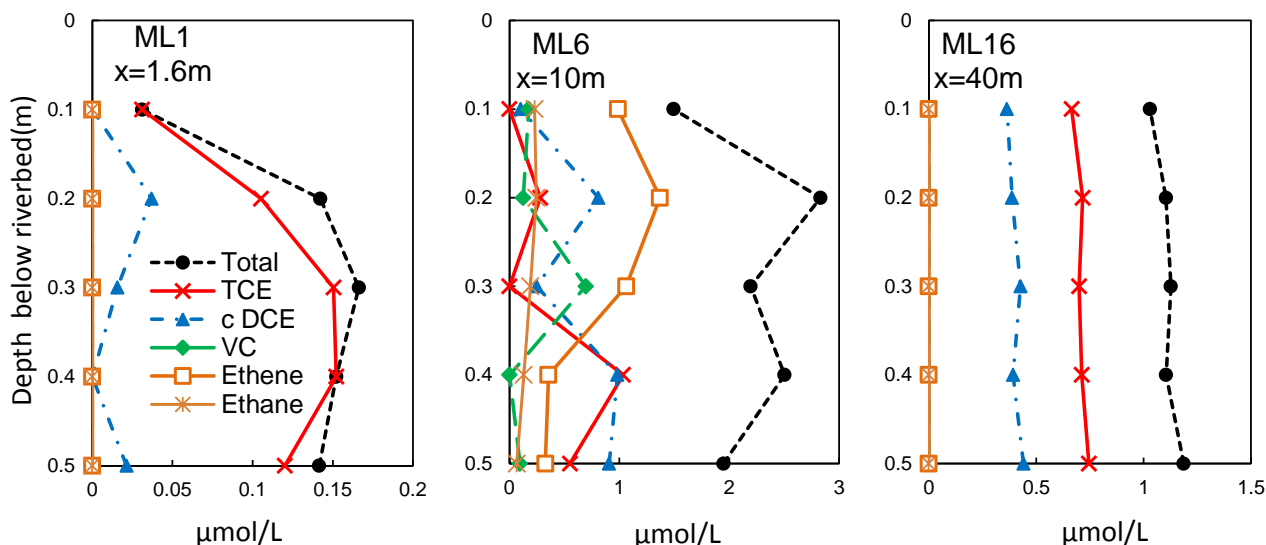 ML1
x=1.6m
ML6
x=10m
ML16
x=40m
Depth below riverbed(m)
0
0.1
0.2
0.3
0.4
0.5
0
0.05
0.1
0.15
0.2
μmol/L
Total
TCE
c DCE
VC
Ethene
Ethane
0
0.1
0.2
0.3
0.4
0.5
0
1
2
3
μmol/L
0
0.1
0.2
0.3
0.4
0.5
0
0.5
1
1.5
μmol/L